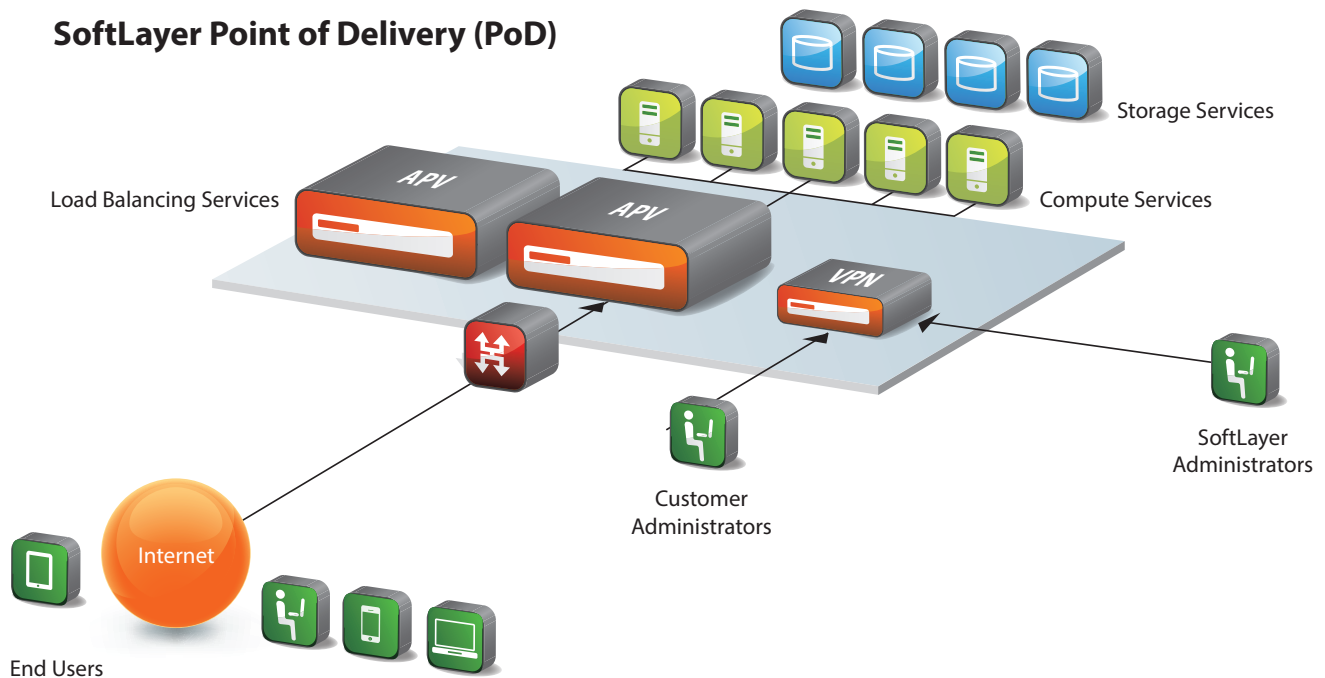 SoftLayer Point of Delivery (PoD)
Storage Services
Load Balancing Services
APV
APV
Compute Services
VPN
SoftLayer
Administrators
Customer
Administrators
Internet
End Users